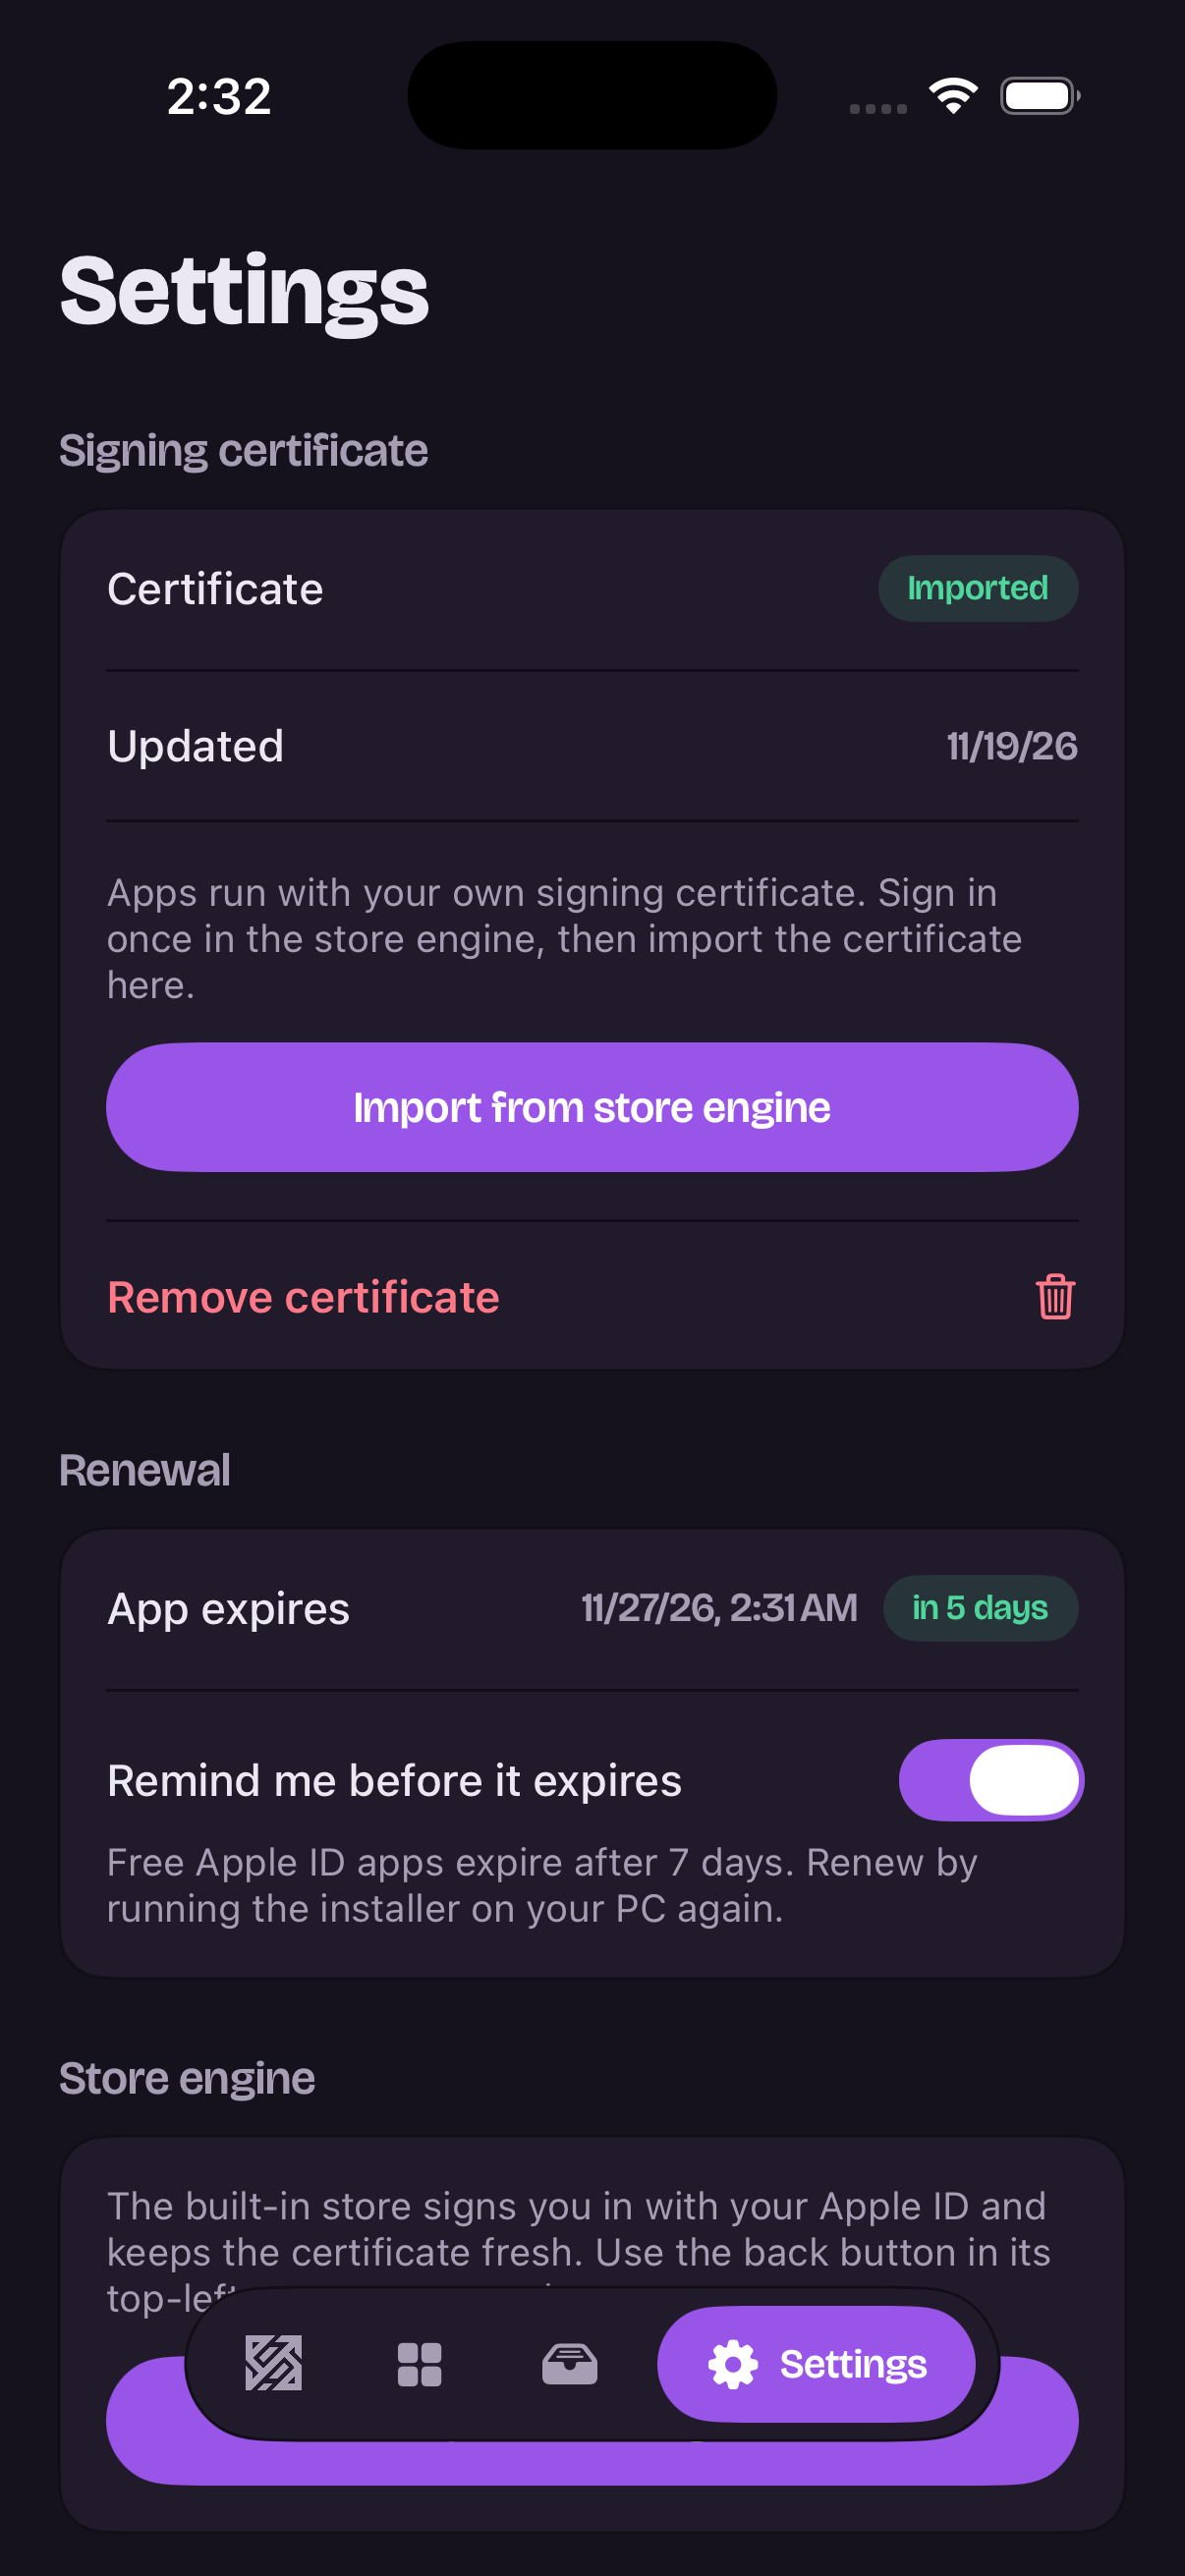 2:32
Settings
Signing certificate
Certificate
Imported
Updated
11/19/26
Apps run with your own signing certificate. Sign in
once in the store engine, then import the certificate
here.
Import from store engine
Remove certificate
Renewal
App expires
11/27/26, 2:31 AM
in 5 days
Remind me before it expires
Free Apple ID apps expire after 7 days. Renew by
running the installer on your PC again.
Store engine
The built-in store signs you in with your Apple ID and
keeps the certificate fresh. Use the back button in its
Settings